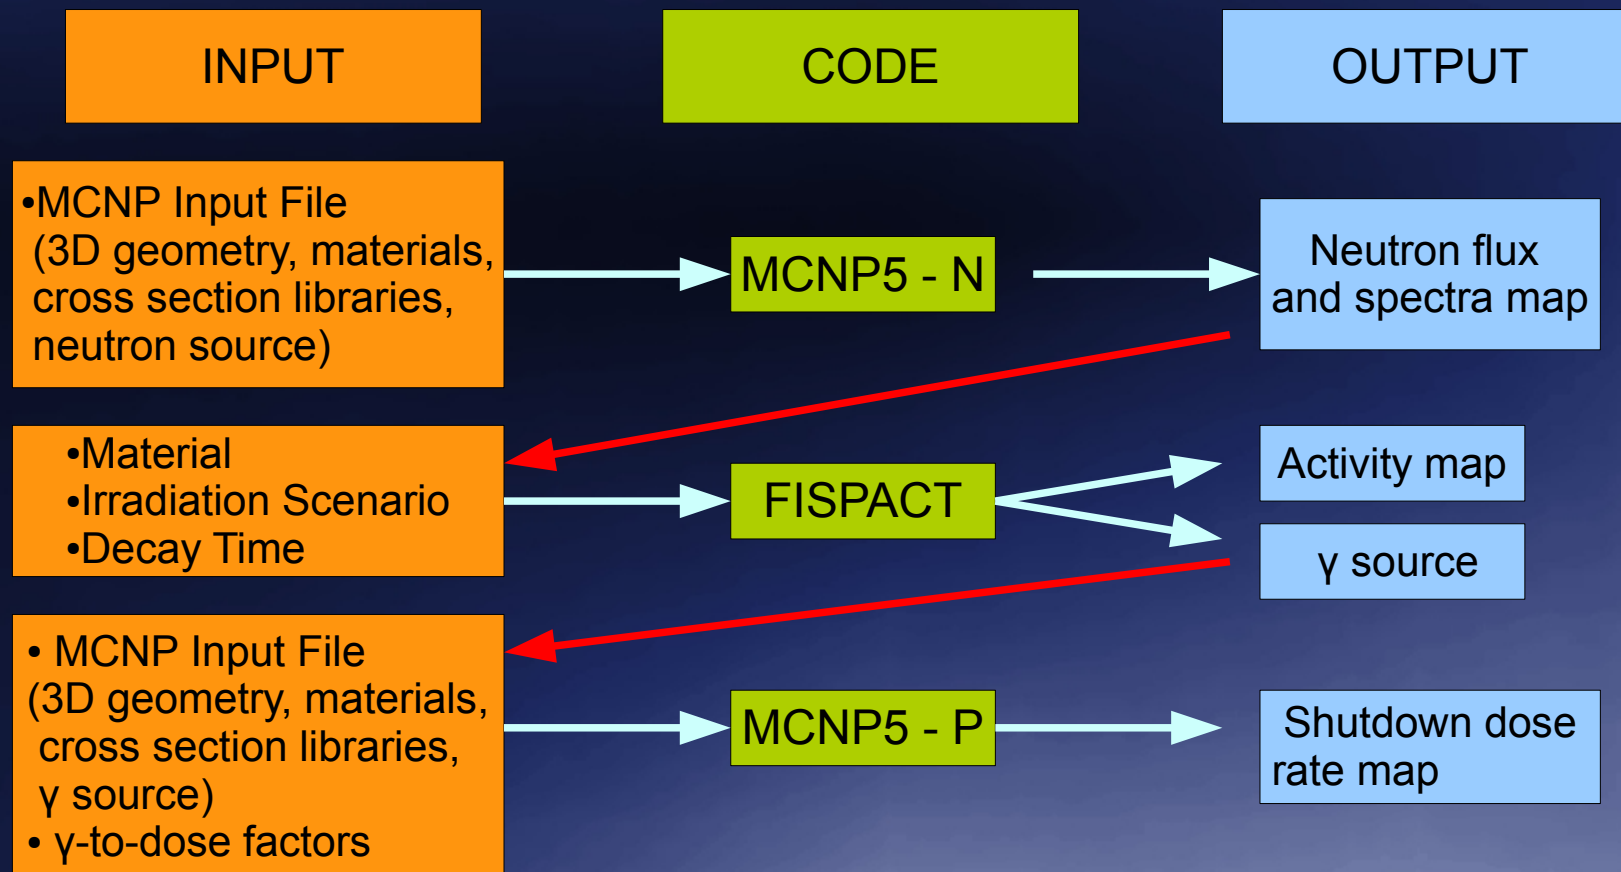 INPUT
CODE
OUTPUT
•MCNP Input File
(3D geometry, materials,
cross section libraries,
neutron source)
MCNP5 - N
Neutron flux
and spectra map
•Material
•Irradiation Scenario
•Decay Time
FISPACT
Activity map
γ source
• MCNP Input File
(3D geometry, materials,
cross section libraries,
γ source)
• γ-to-dose factors
MCNP5 - P
Shutdown dose
rate map